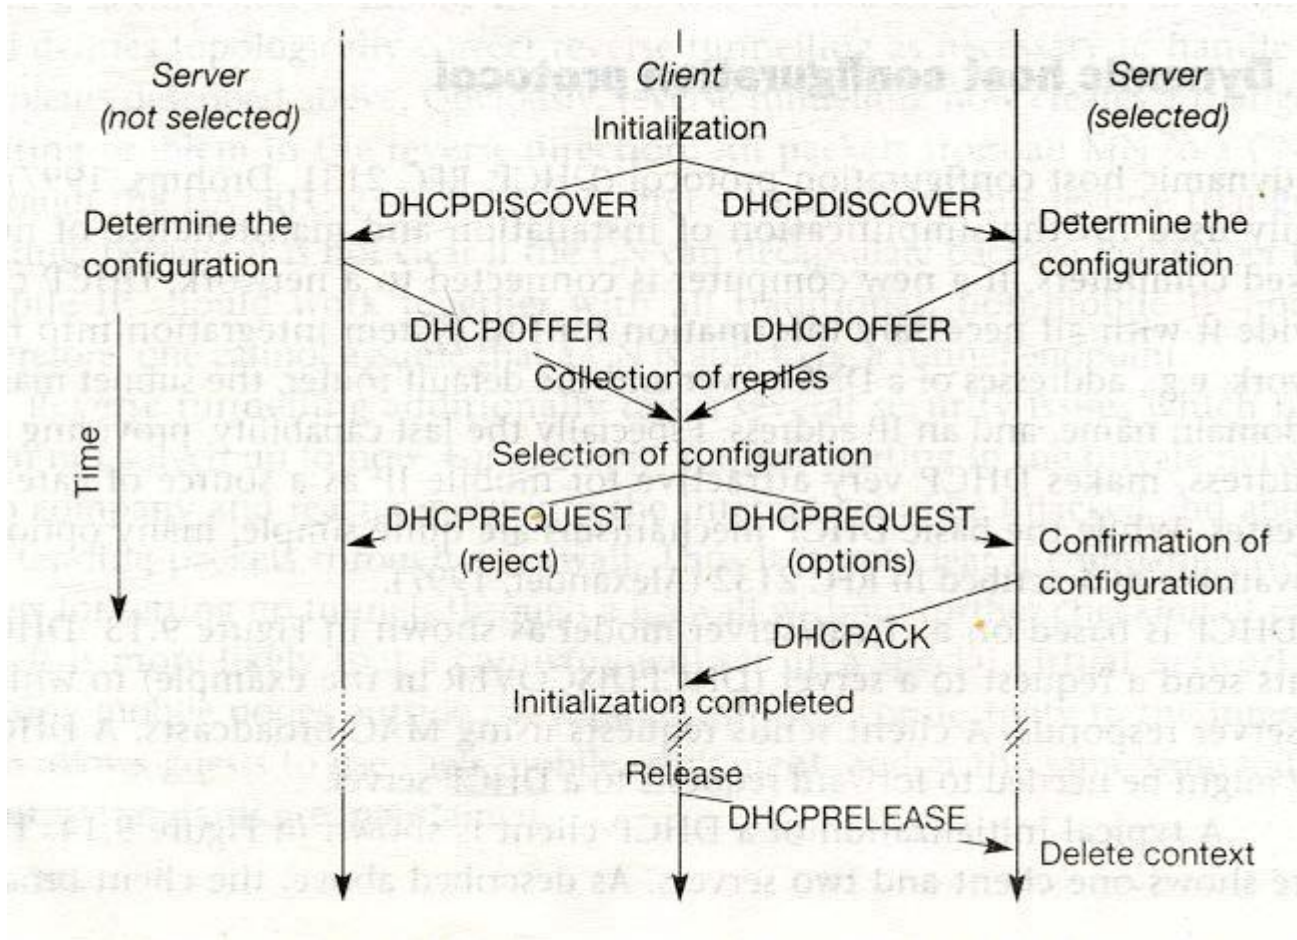 Server
(not selected)
Client
Server
(selected)
Initialization
DHCPDISCOVER
DHCPDISCOVER
Determine the
configuration
Determine the
configuration
DHCPOFFER
DHCPOFFER
Collection of replies
Time
Selection of configuration
DHCPREQUEST
(reject)
DHCPREQUEST
(options)
Confirmation of
configuration
DHCPACK
Initialization completed
Release
DHCPRELEASE
Delete context